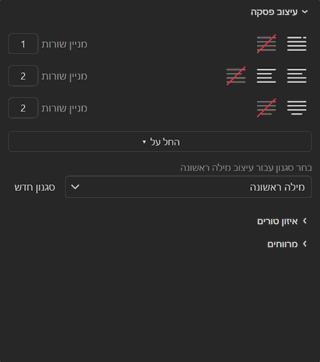 עיצוב פסקה
מניין שורות 1
מניין שורות 2
מניין שורות 2
החל על
בחר סגנון עבור עיצוב מילה ראשונה
מילה ראשונה סגנון חדש
איזון טורים
מרווחים